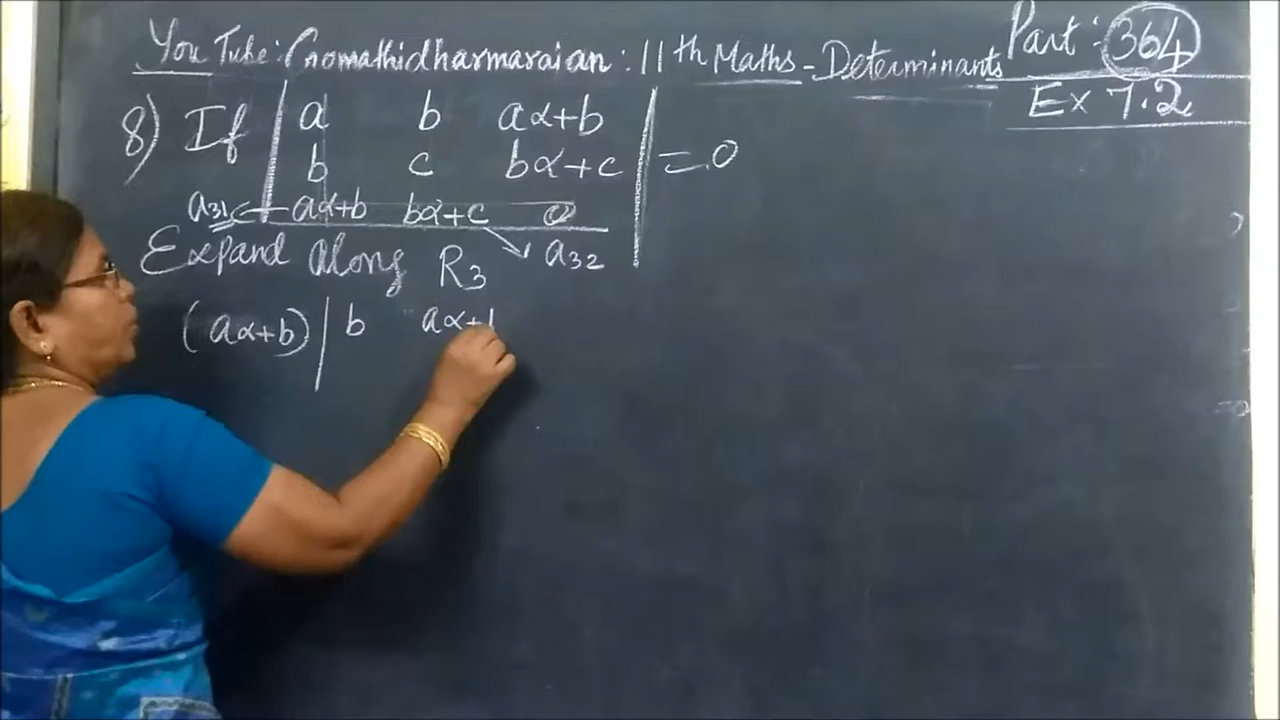 You Tube: Gnomathidharmaraian: 11th Maths - Determinants Part: 364
Ex 7.2
8) If | a b aα+b |
| b c bα+c | = 0
a31 ← aα+b bα+c 0
Expand along R3 a32
(aα+b) | b aα+b